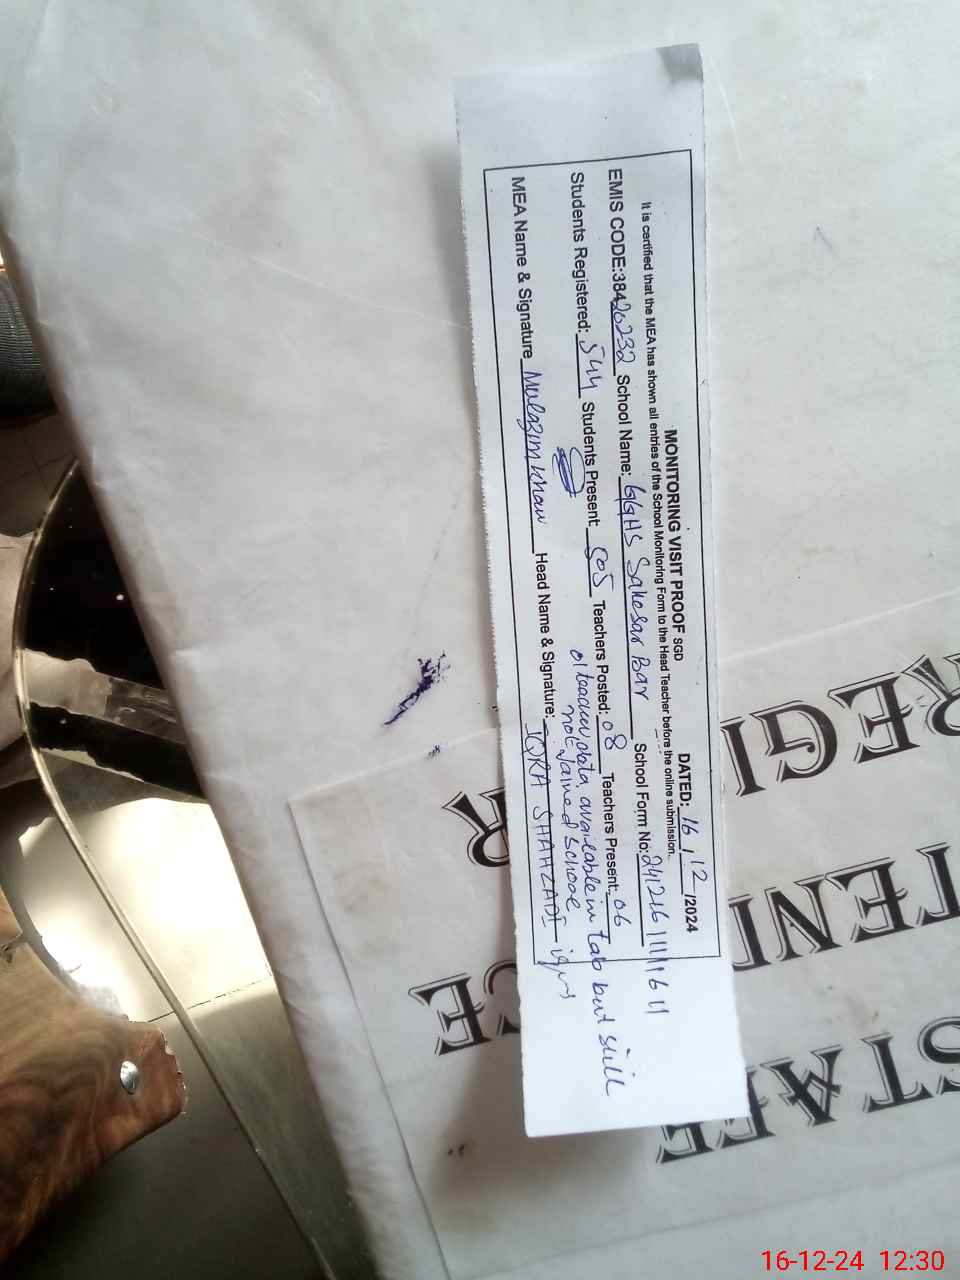 MONITORING VISIT PROOF SGD DATED: 16/12/2024
It is certified that the MEA has shown all entries of the School Monitoring Form to the Head Teacher before the online submission.
EMIS CODE:38420232 School Name: GGHS Sakesar Bar School Form No:
Students Registered: 544 Students Present: 505 Teachers Posted: 08 Teachers Present: 06
01 teacher data available in tab but still
not Joined School
MEA Name & Signature Mulazim Khan Head Name & Signature: IQRA SHAHZADI iqra
STAFF
REGI
16-12-24 12:30